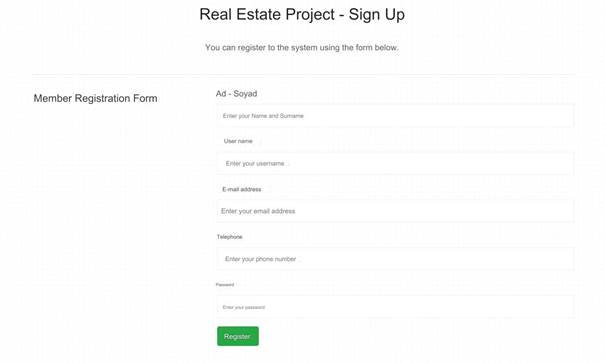 Real Estate Project - Sign Up
You can register to the system using the form below.
Member Registration Form
Ad - Soyad
Enter your Name and Surname
User name
Enter your username ..
E-mail address
Enter your email address
Telephone
Enter your phone number ..
Password
Enter your password
Register